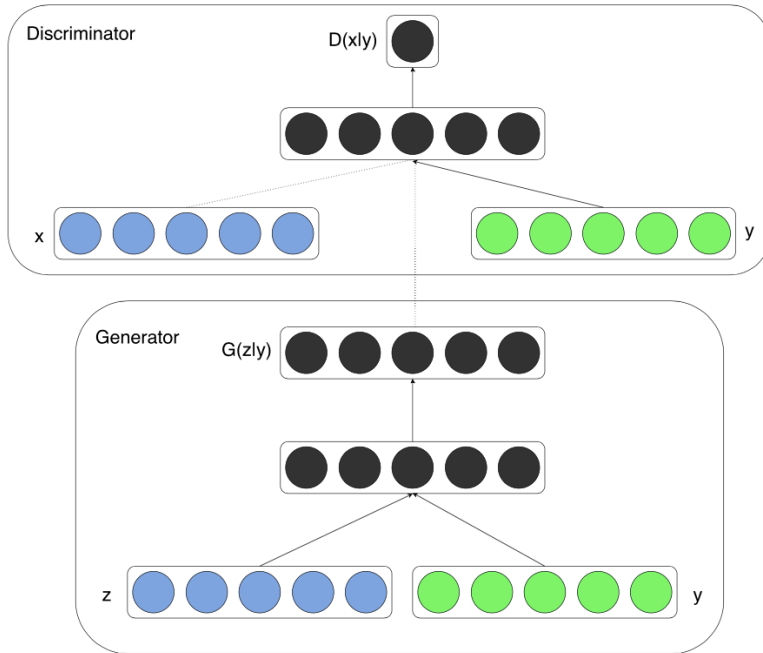 Discriminator
D(x|y)
x
y
Generator
G(z|y)
z
y